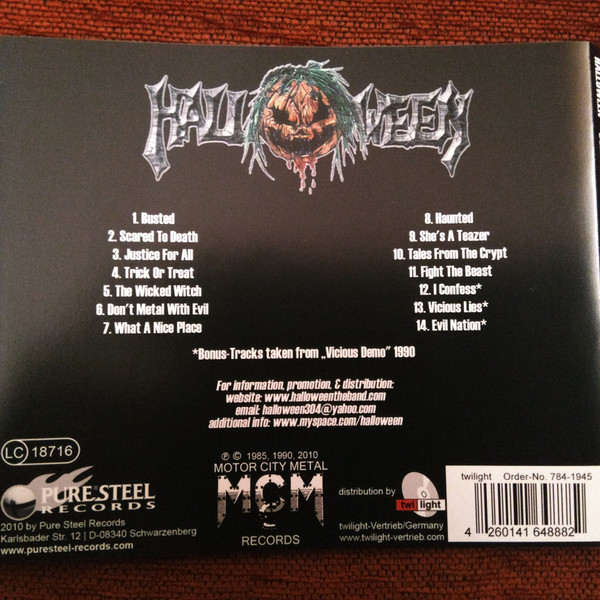 HALLOWEEN
1. Busted
2. Scared To Death
3. Justice For All
4. Trick Or Treat
5. The Wicked Witch
6. Don't Metal With Evil
7. What A Nice Place
8. Haunted
9. She's A Teazer
10. Tales From The Crypt
11. Fight The Beast
12. I Confess*
13. Vicious Lies*
14. Evil Nation*
*Bonus-Tracks taken from „Vicious Demo" 1990
For information, promotion, & distribution:
website: www.halloweentheband.com
email: halloween304@yahoo.com
additional info: www.myspace.com/halloween
LC 18716
PURE STEEL
RECORDS
2010 by Pure Steel Records
Karlsbader Str. 12 | D-08340 Schwarzenberg
www.puresteel-records.com
℗ © 1985, 1990, 2010
MOTOR CITY METAL
MCM
RECORDS
distribution by
twilight
twilight-Vertrieb/Germany
www.twilight-vertrieb.com
twilight Order-No. 784-1945
4 260141 648882
HALLOWEEN